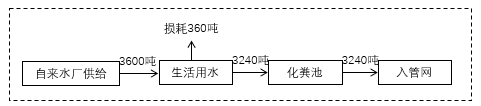 损耗360吨
3600吨
3240吨
3240吨
自来水厂供给
生活用水
化粪池
入管网